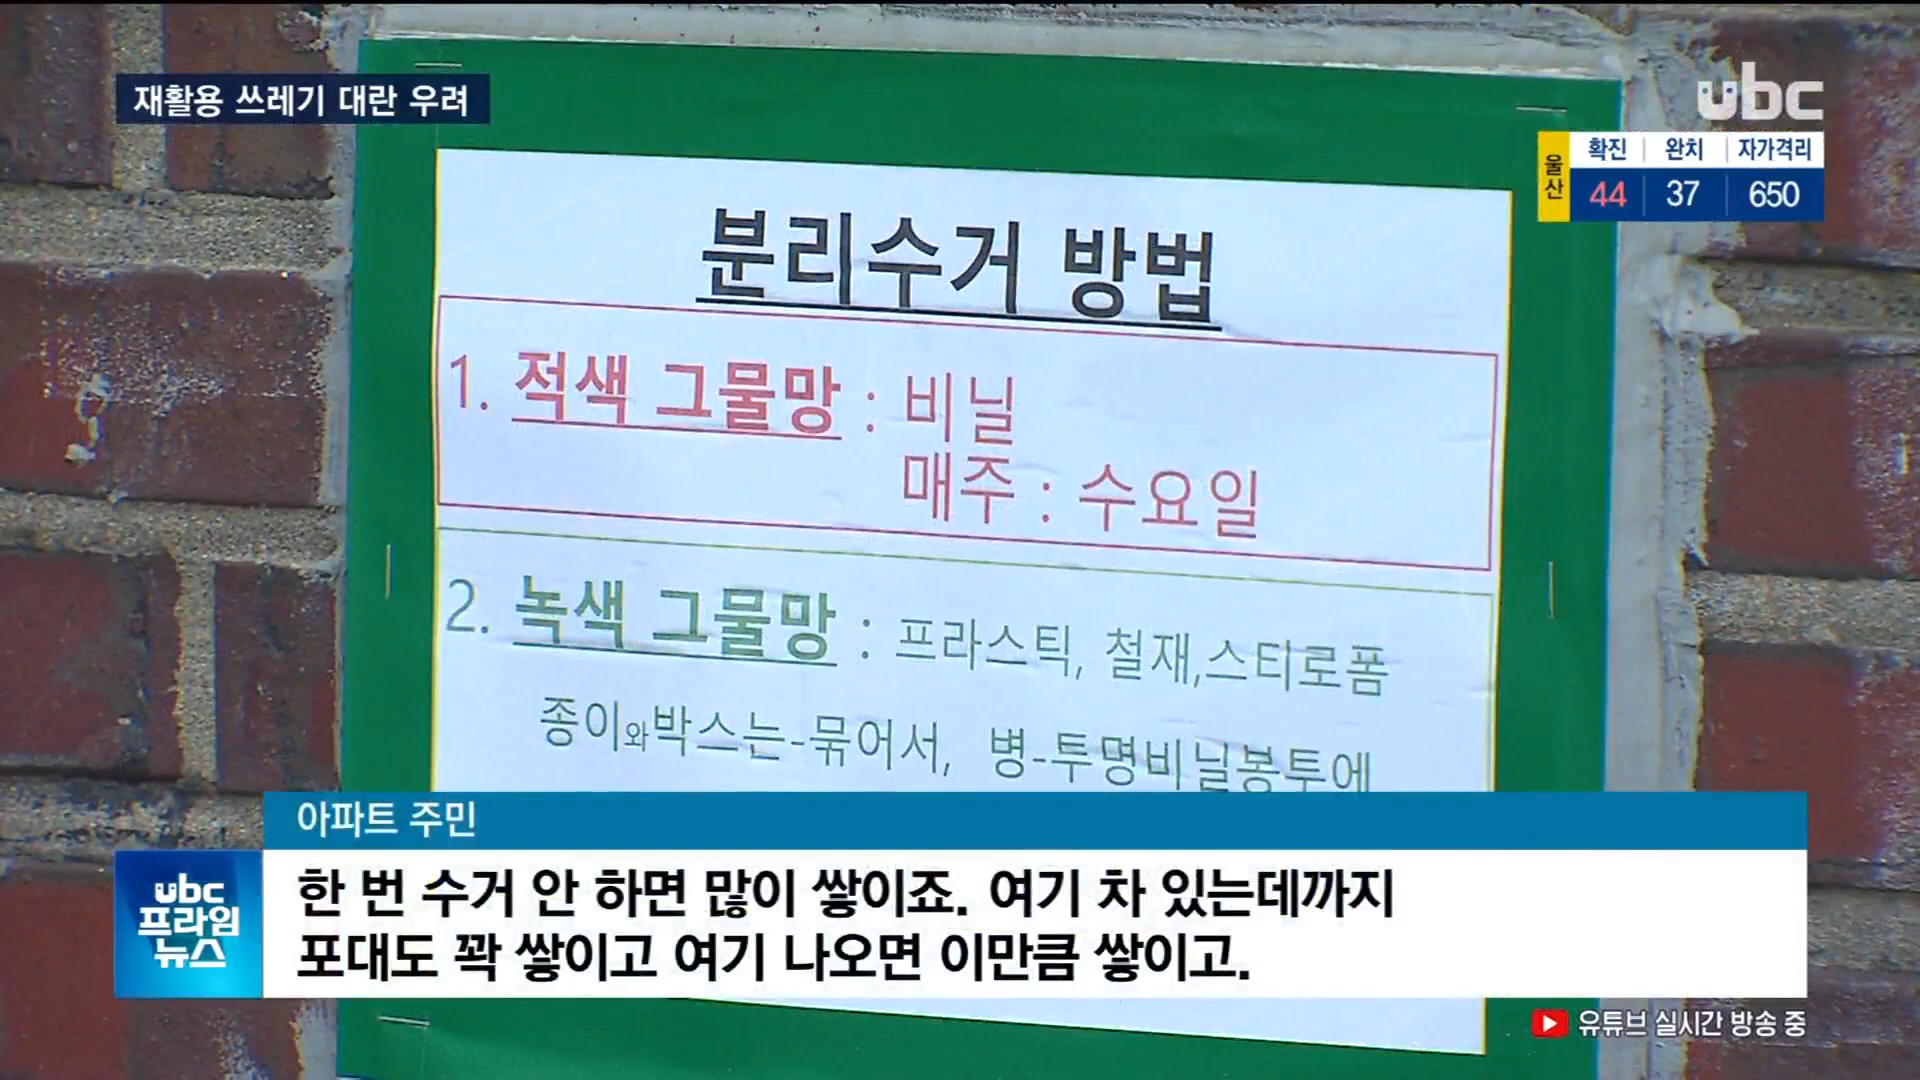 재활용 쓰레기 대란 우려
ubc
울산
확진 완치 자가격리
44 37 650
분리수거 방법
1. 적색 그물망 : 비닐
매주 : 수요일
2. 녹색 그물망 : 프라스틱, 철재,스티로폼
종이와박스는-묶어서, 병-투명비닐봉투에
아파트 주민
ubc
프라임
뉴스
한 번 수거 안 하면 많이 쌓이죠. 여기 차 있는데까지
포대도 꽉 쌓이고 여기 나오면 이만큼 쌓이고.
유튜브 실시간 방송 중